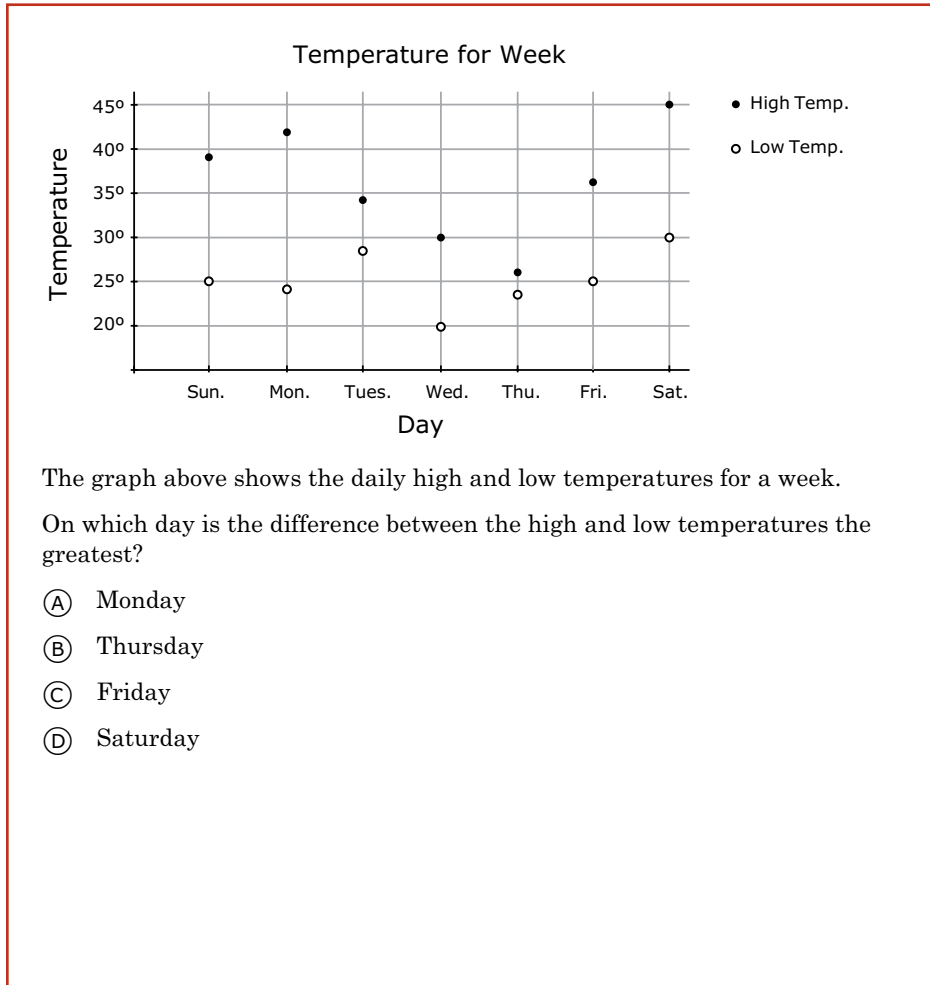 Temperature for Week
45º
40º
35º
30º
25º
20º
Temperature
High Temp.
Low Temp.
Sun. Mon. Tues. Wed. Thu. Fri. Sat.
Day
The graph above shows the daily high and low temperatures for a week.
On which day is the difference between the high and low temperatures the
greatest?
A Monday
B Thursday
C Friday
D Saturday